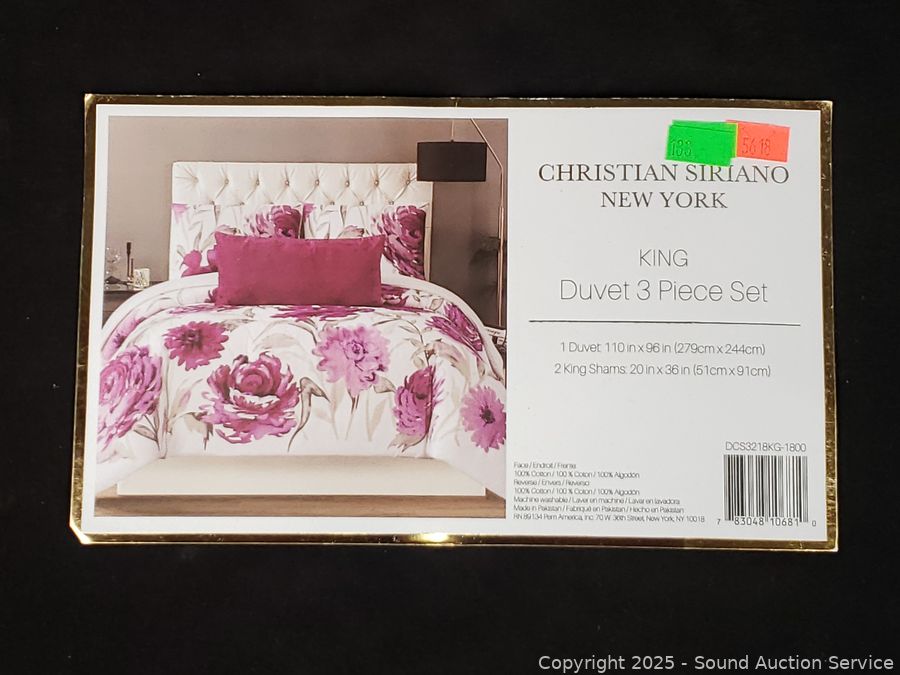 133
5618
CHRISTIAN SIRIANO
NEW YORK
KING
Duvet 3 Piece Set
1 Duvet: 110 in x 96 in (279cm x 244cm)
2 King Shams: 20 in x 36 in (51cm x 91cm)
DCS3218KG-1800
Face / Endroit / Frente
100% Cotton / 100 % Coton / 100% Algodón
Reverse / Envers / Reverso
100% Cotton / 100 % Coton / 100% Algodón
Machine washable / Laver en machine / Lavar en lavadora
Made in Pakistan / Fabriqué en Pakistan / Hecho en Pakistan
RN 89134 Pem America, Inc. 70 W. 36th Street, New York, NY 10018
7 83048 10681 0
Copyright © 2025 - Sound Auction Service